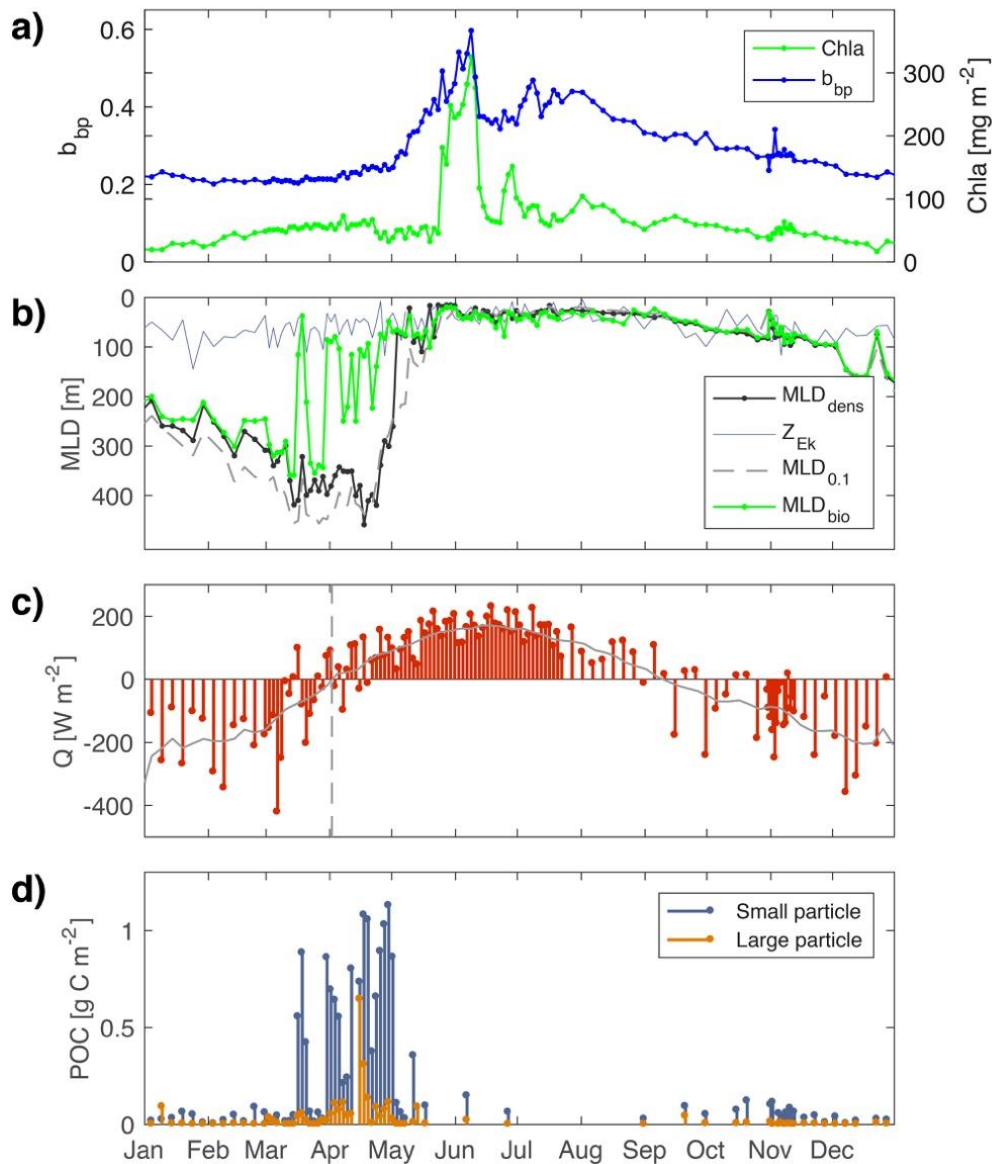 a)
0.6
0.4
0.2
0
b_bp
300
200
100
0
Chla [mg m⁻²]
Chla
b_bp
b)
0
100
200
300
400
MLD [m]
MLD_dens
Z_Ek
MLD_0.1
MLD_bio
c)
200
0
-200
-400
Q [W m⁻²]
d)
1
0.5
0
POC [g C m⁻²]
Small particle
Large particle
Jan Feb Mar Apr May Jun Jul Aug Sep Oct Nov Dec